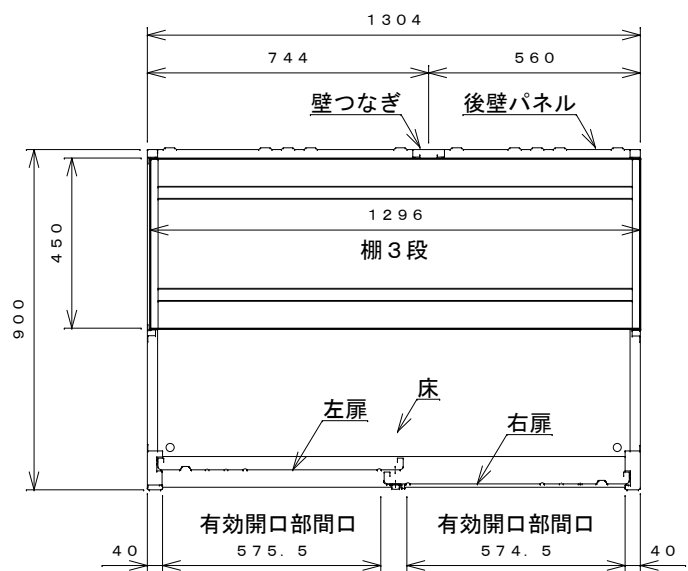 1304
744 560
壁つなぎ 後壁パネル
1296
棚3段
450
900
床
左扉 右扉
有効開口部間口 有効開口部間口
40 575.5 574.5 40